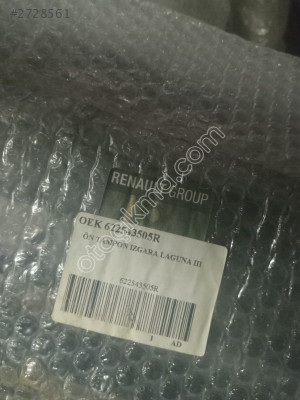 #2728561
RENAULT GROUP
OEK 622543505R
ÖN TAMPON IZGARA LAGUNA III
622543505R
1 AD